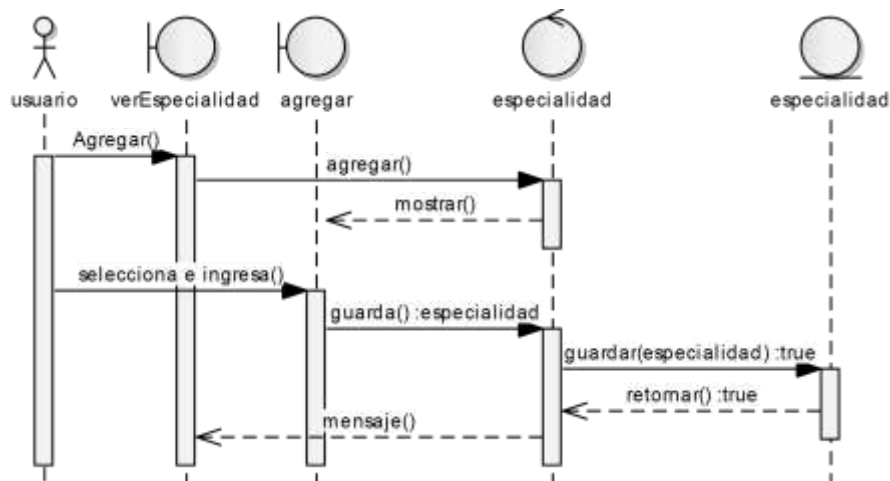 usuario
verEspecialidad
agregar
especialidad
especialidad
Agregar()
agregar()
mostrar()
selecciona e ingresa()
guarda() :especialidad
guardar(especialidad) :true
retornar() :true
mensaje()